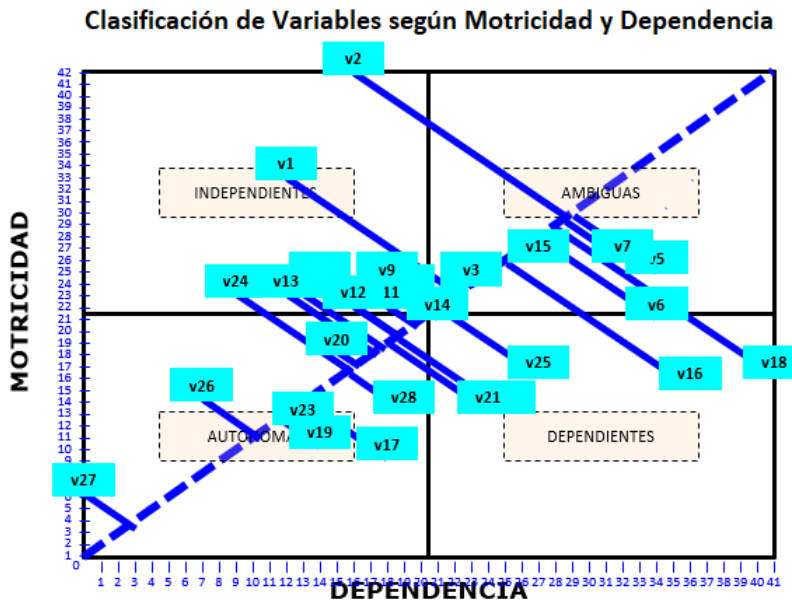 Clasificación de Variables según Motricidad y Dependencia
MOTRICIDAD
42
41
40
39
38
37
36
35
34
33
32
31
30
29
28
27
26
25
24
23
22
21
20
19
18
17
16
15
14
13
12
11
10
9
6
5
4
3
2
1
0
v2
v1
INDEPENDIENTES
AMBIGUAS
v15
v7
v5
v9
v3
v24
v13
v12
11
v14
v6
v20
v25
v18
v16
v26
v28
v21
v23
v19
v17
DEPENDIENTES
v27
1 2 3 4 5 6 7 8 9 10 11 12 13 14 15 16 17 18 19 20 21 22 23 24 25 26 27 28 29 30 31 32 33 34 35 36 37 38 39 40 41
DEPENDENCIA